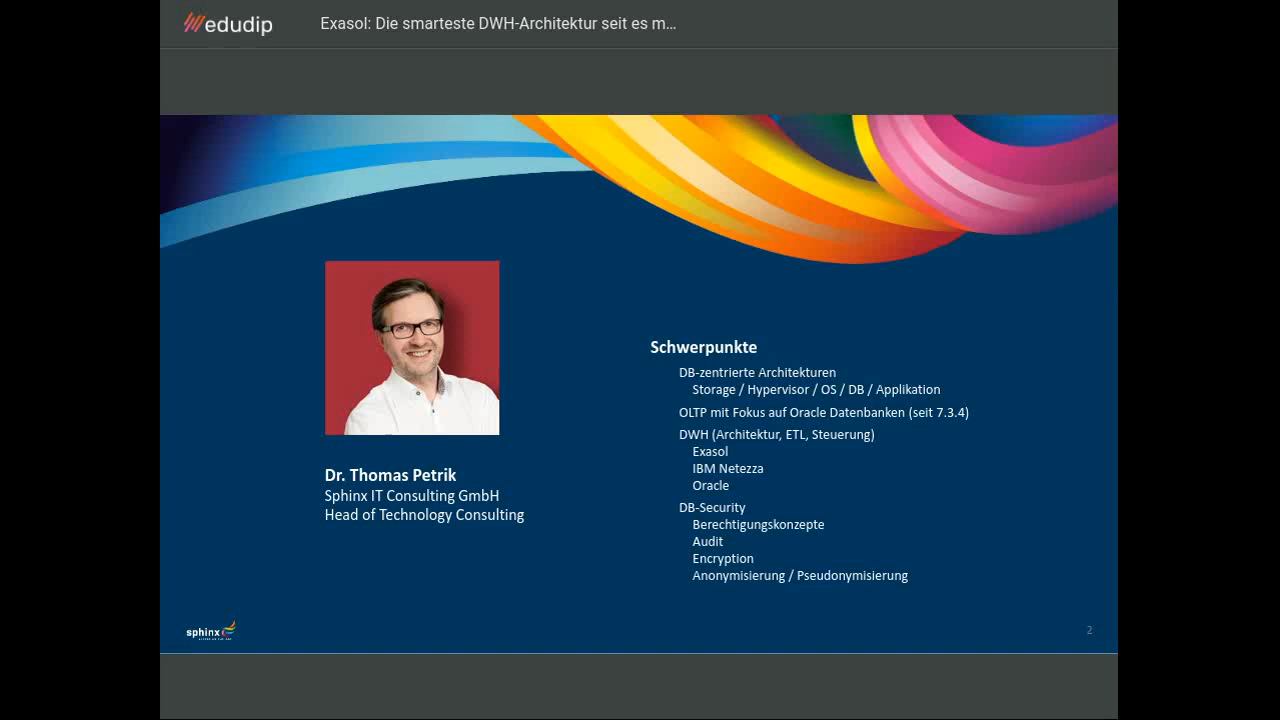 edudip
Exasol: Die smarteste DWH-Architektur seit es m...
Schwerpunkte
DB-zentrierte Architekturen
Storage / Hypervisor / OS / DB / Applikation
OLTP mit Fokus auf Oracle Datenbanken (seit 7.3.4)
DWH (Architektur, ETL, Steuerung)
Exasol
IBM Netezza
Oracle
DB-Security
Berechtigungskonzepte
Audit
Encryption
Anonymisierung / Pseudonymisierung
Dr. Thomas Petrik
Sphinx IT Consulting GmbH
Head of Technology Consulting
sphinx
2